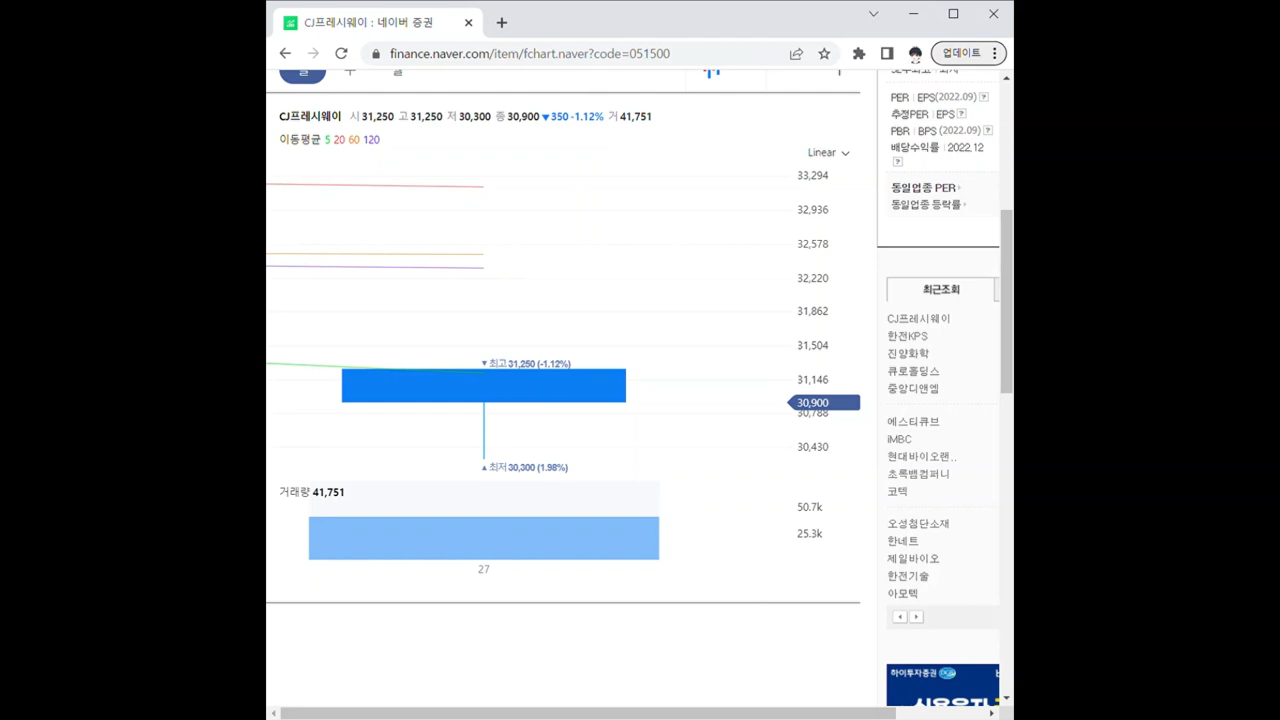 CJ프레시웨이 : 네이버 증권
finance.naver.com/item/fchart.naver?code=051500
업데이트
CJ프레시웨이 시 31,250 고 31,250 저 30,300 종 30,900 ▼350 -1.12% 거 41,751
이동평균 5 20 60 120
Linear
33,294
32,936
32,578
32,220
31,862
31,504
▼최고 31,250 (-1.12%)
31,146
30,900
30,788
30,430
▲최저 30,300 (1.98%)
거래량 41,751
50.7k
25.3k
27
PER | EPS(2022.09) ?
추정PER | EPS ?
PBR | BPS (2022.09) ?
배당수익률 | 2022.12
?
동일업종 PER
동일업종 등락률
최근조회
CJ프레시웨이
한전KPS
진양화학
큐로홀딩스
중앙디앤엠
에스티큐브
iMBC
현대바이오랜..
초록뱀컴퍼니
코텍
오성첨단소재
한네트
제일바이오
한전기술
아모텍
하이투자증권